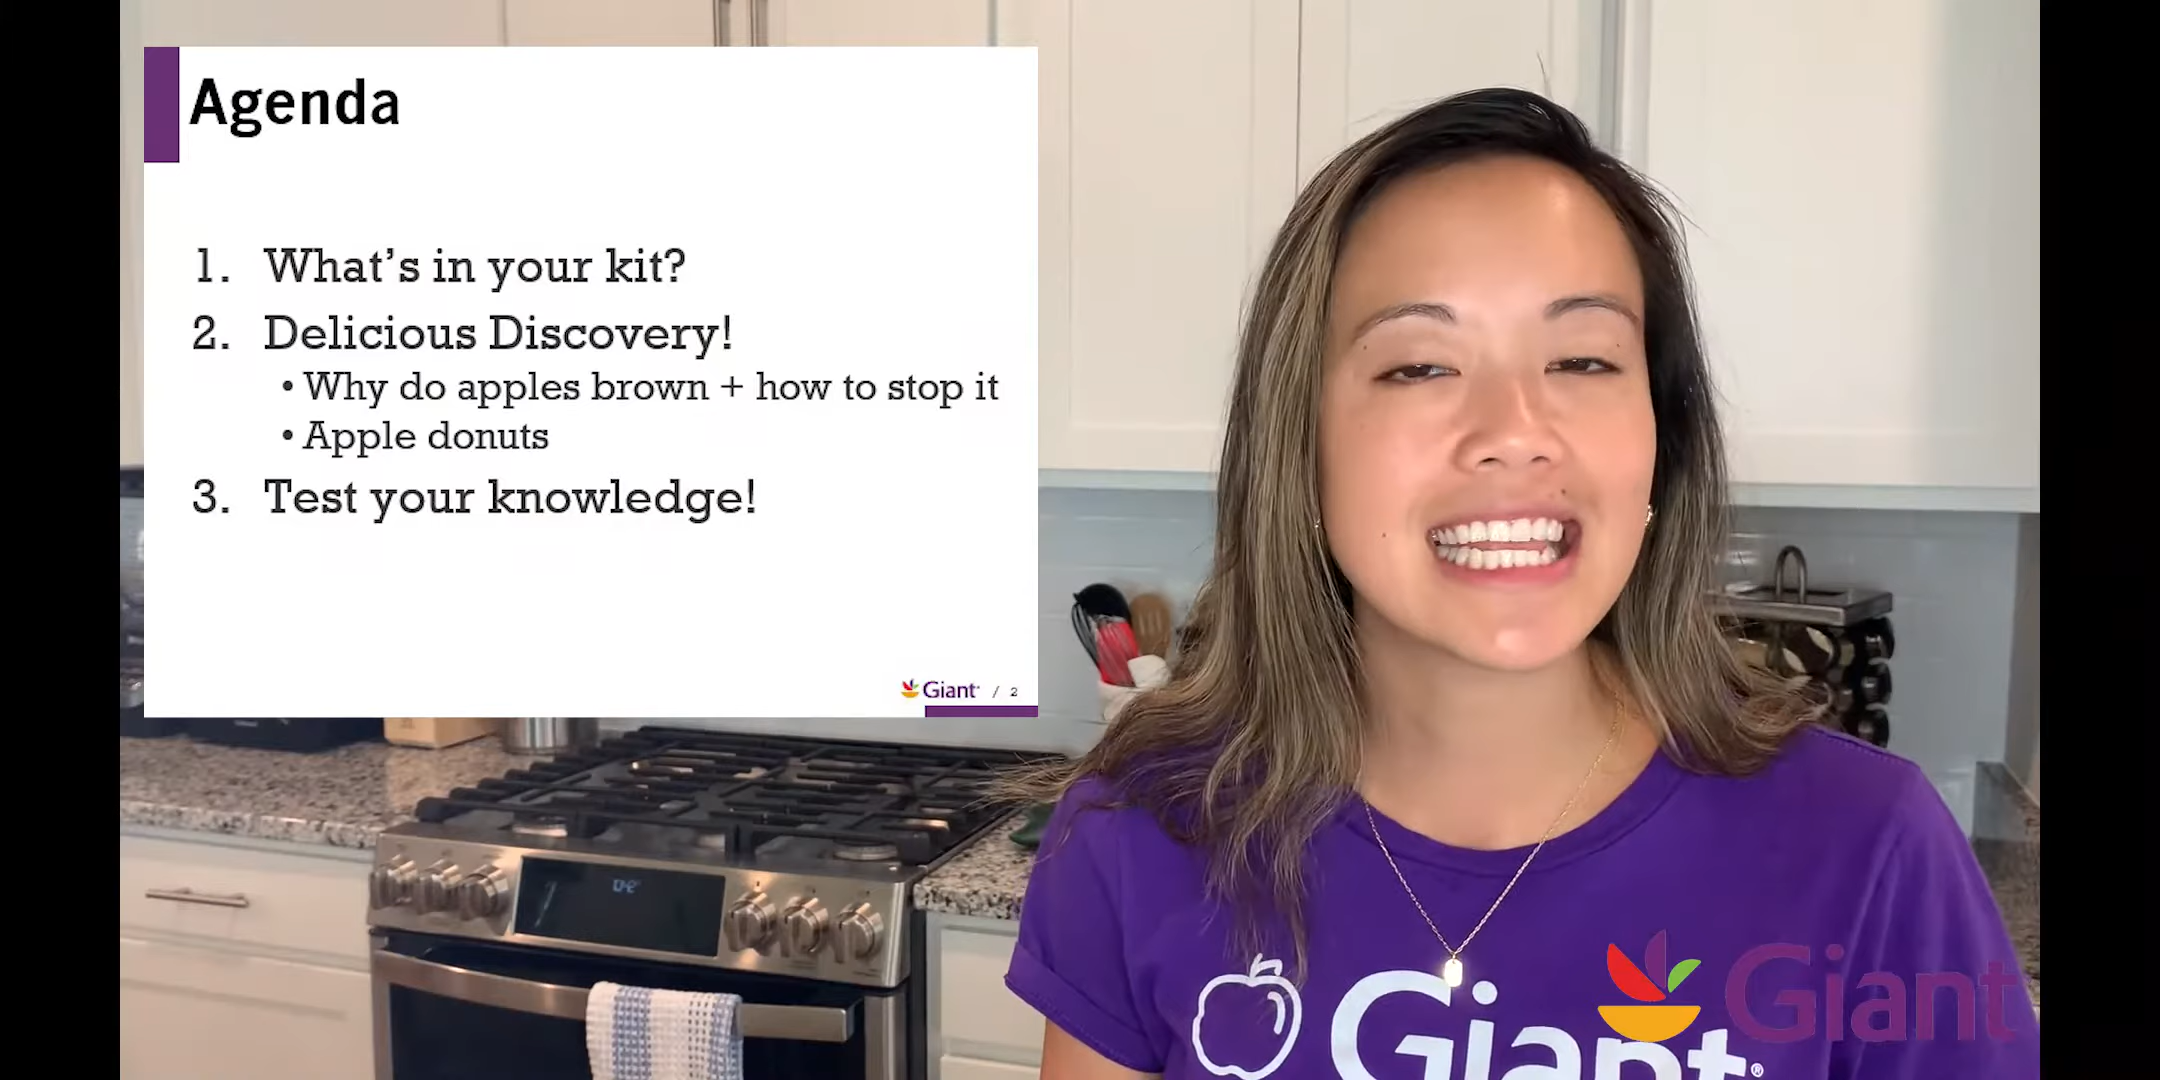 Agenda
1. What's in your kit?
2. Delicious Discovery!
• Why do apples brown + how to stop it
• Apple donuts
3. Test your knowledge!
Giant / 2
Giant®
Giant